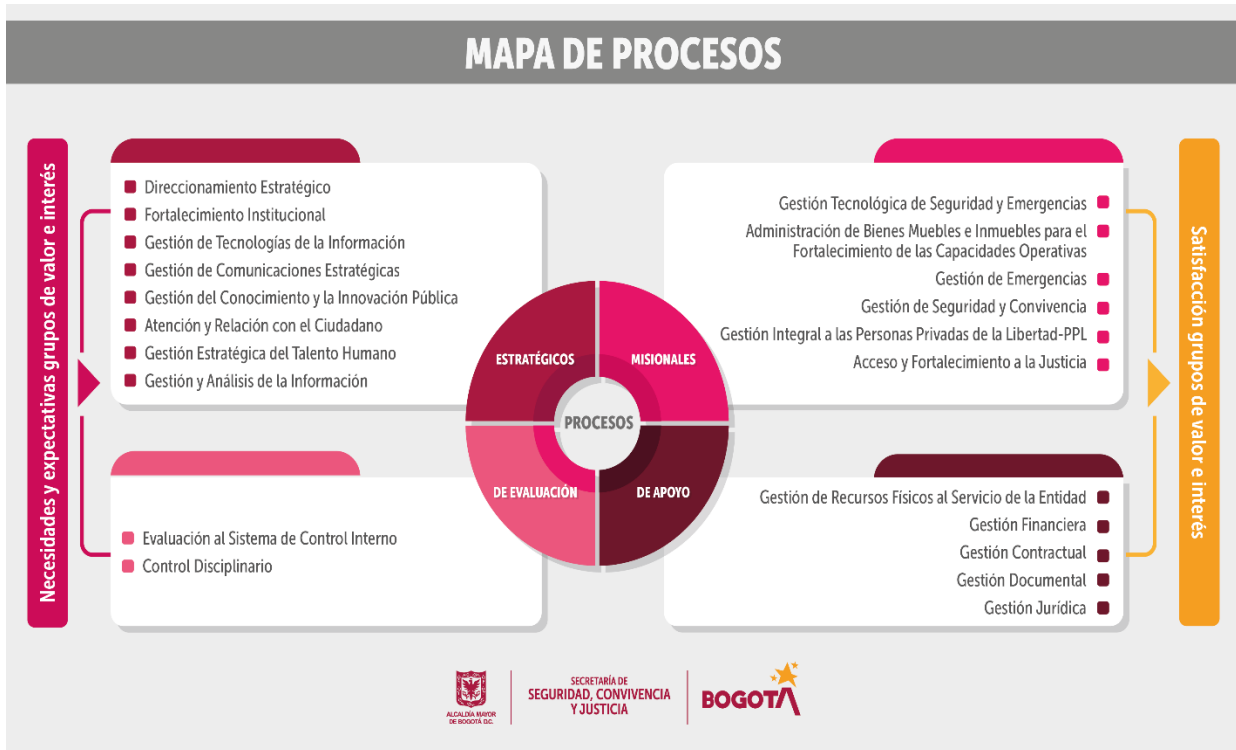 MAPA DE PROCESOS
Necesidades y expectativas grupos de valor e interés
Direccionamiento Estratégico
Fortalecimiento Institucional
Gestión de Tecnologías de la Información
Gestión de Comunicaciones Estratégicas
Gestión del Conocimiento y la Innovación Pública
Atención y Relación con el Ciudadano
Gestión Estratégica del Talento Humano
Gestión y Análisis de la Información
Evaluación al Sistema de Control Interno
Control Disciplinario
ESTRATÉGICOS
MISIONALES
PROCESOS
DE EVALUACIÓN
DE APOYO
Gestión Tecnológica de Seguridad y Emergencias
Administración de Bienes Muebles e Inmuebles para el
Fortalecimiento de las Capacidades Operativas
Gestión de Emergencias
Gestión de Seguridad y Convivencia
Gestión Integral a las Personas Privadas de la Libertad-PPL
Acceso y Fortalecimiento a la Justicia
Gestión de Recursos Físicos al Servicio de la Entidad
Gestión Financiera
Gestión Contractual
Gestión Documental
Gestión Jurídica
Satisfacción grupos de valor e interés
ALCALDÍA MAYOR
DE BOGOTÁ D.C.
SECRETARÍA DE
SEGURIDAD, CONVIVENCIA
Y JUSTICIA
BOGOTÁ